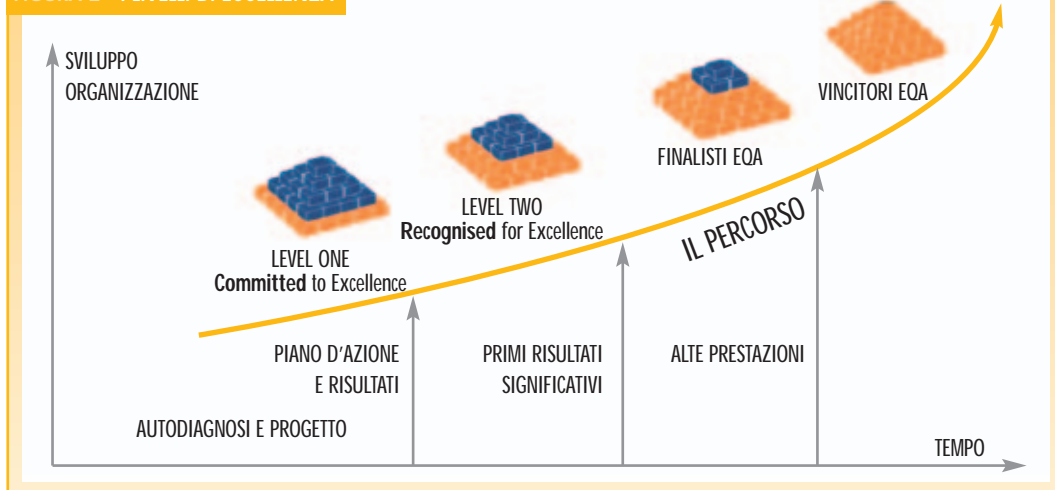 SVILUPPO
ORGANIZZAZIONE
VINCITORI EQA
FINALISTI EQA
LEVEL TWO
Recognised for Excellence
LEVEL ONE
Committed to Excellence
IL PERCORSO
PIANO D'AZIONE
E RISULTATI
PRIMI RISULTATI
SIGNIFICATIVI
ALTE PRESTAZIONI
AUTODIAGNOSI E PROGETTO
TEMPO